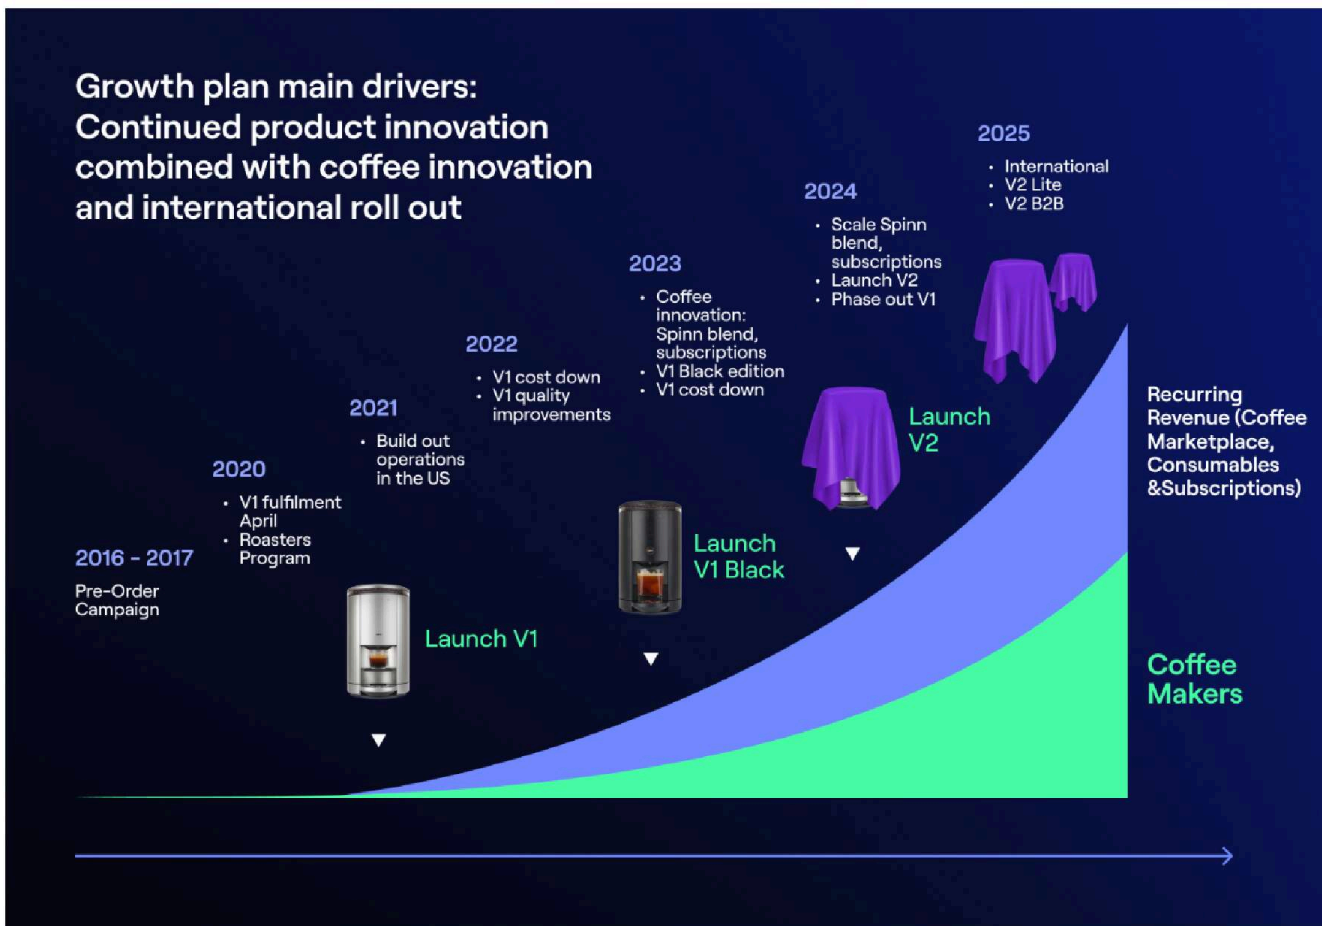 Growth plan main drivers:
Continued product innovation
combined with coffee innovation
and international roll out
2016 - 2017
Pre-Order
Campaign
2020
• V1 fulfilment
April
• Roasters
Program
2021
• Build out
operations
in the US
Launch V1
2022
• V1 cost down
• V1 quality
improvements
2023
• Coffee
innovation:
Spinn blend,
subscriptions
• V1 Black edition
• V1 cost down
Launch
V1 Black
2024
• Scale Spinn
blend,
subscriptions
• Launch V2
• Phase out V1
Launch
V2
2025
• International
• V2 Lite
• V2 B2B
Recurring
Revenue (Coffee
Marketplace,
Consumables
&Subscriptions)
Coffee
Makers